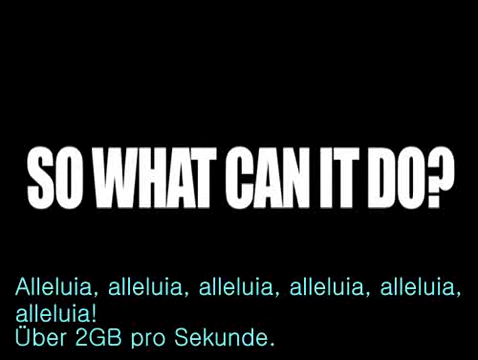 SO WHAT CAN IT DO?
Alleluia, alleluia, alleluia, alleluia, alleluia,
alleluia!
Über 2GB pro Sekunde.